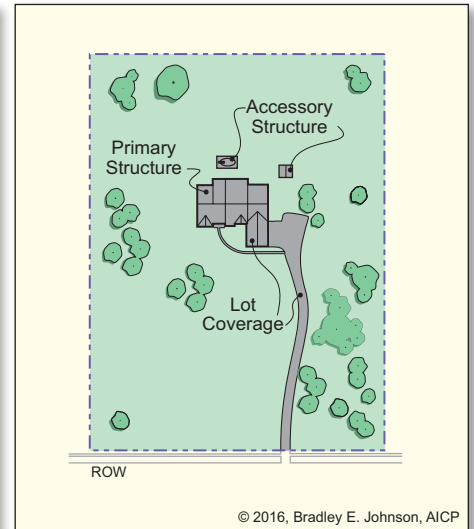 Accessory
Structure
Primary
Structure
Lot
Coverage
ROW
© 2016, Bradley E. Johnson, AICP